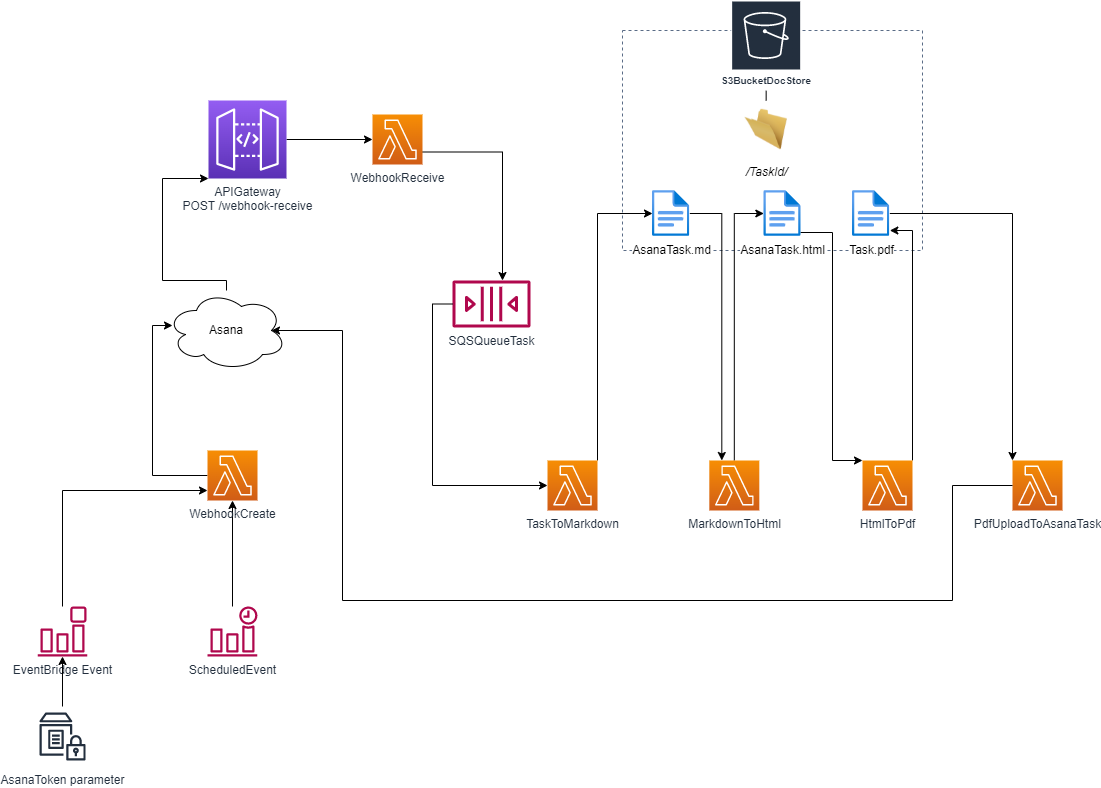 S3BucketDocStore
/TaskId/
APIGateway
POST /webhook-receive
WebhookReceive
AsanaTask.md
AsanaTask.html
Task.pdf
Asana
SQSQueueTask
WebhookCreate
TaskToMarkdown
MarkdownToHtml
HtmlToPdf
PdfUploadToAsanaTask
EventBridge Event
ScheduledEvent
AsanaToken parameter